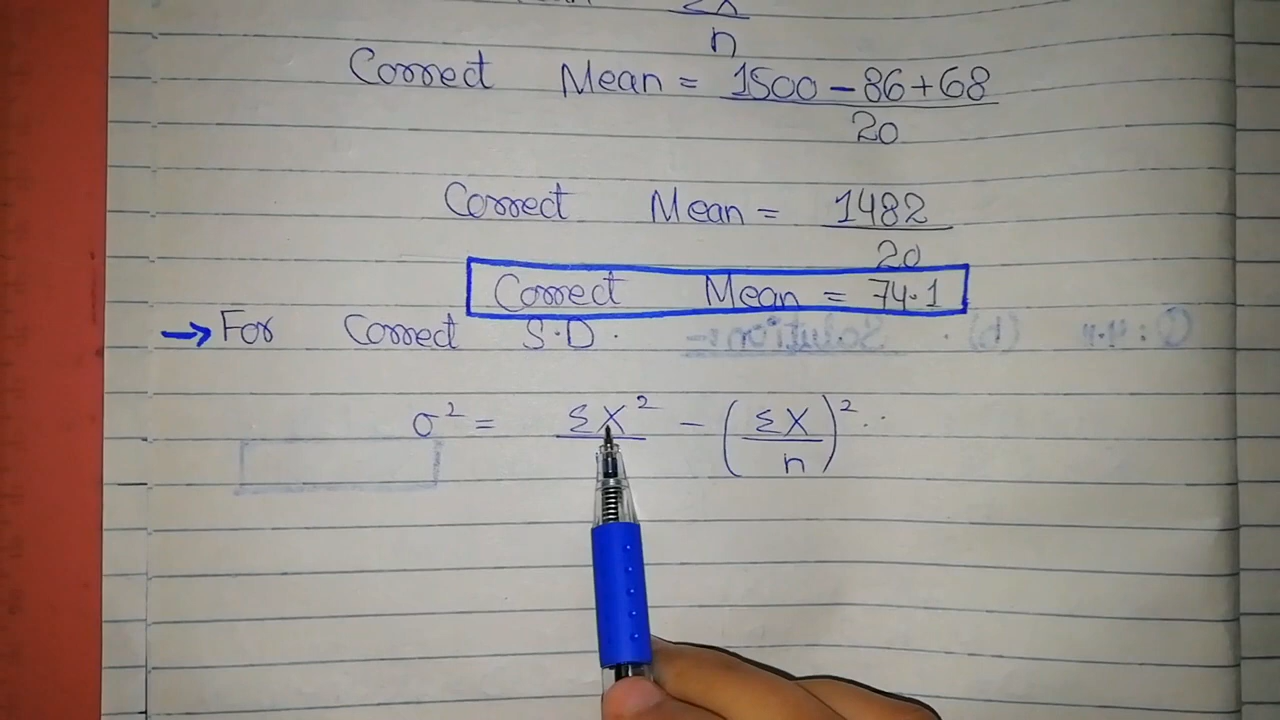 ΣX
n
Correct Mean = 1500 - 86 + 68
20
Correct Mean = 1482
20
Correct Mean = 74.1
→ For Correct S.D.
σ² = ΣX² - (ΣX / n)²